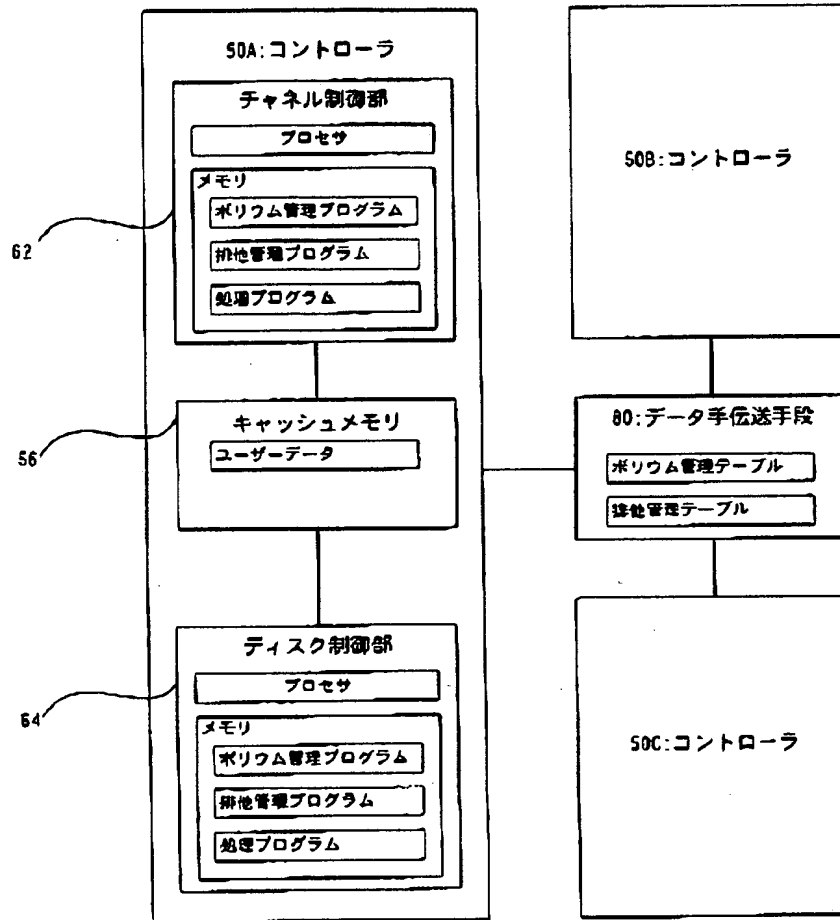 50A:コントローラ
チャネル制御部
プロセサ
メモリ
ボリウム管理プログラム
排他管理プログラム
処理プログラム
62
キャッシュメモリ
ユーザーデータ
56
ディスク制御部
プロセサ
メモリ
ボリウム管理プログラム
排他管理プログラム
処理プログラム
64
50B:コントローラ
80:データ手伝送手段
ボリウム管理テーブル
排他管理テーブル
50C:コントローラ